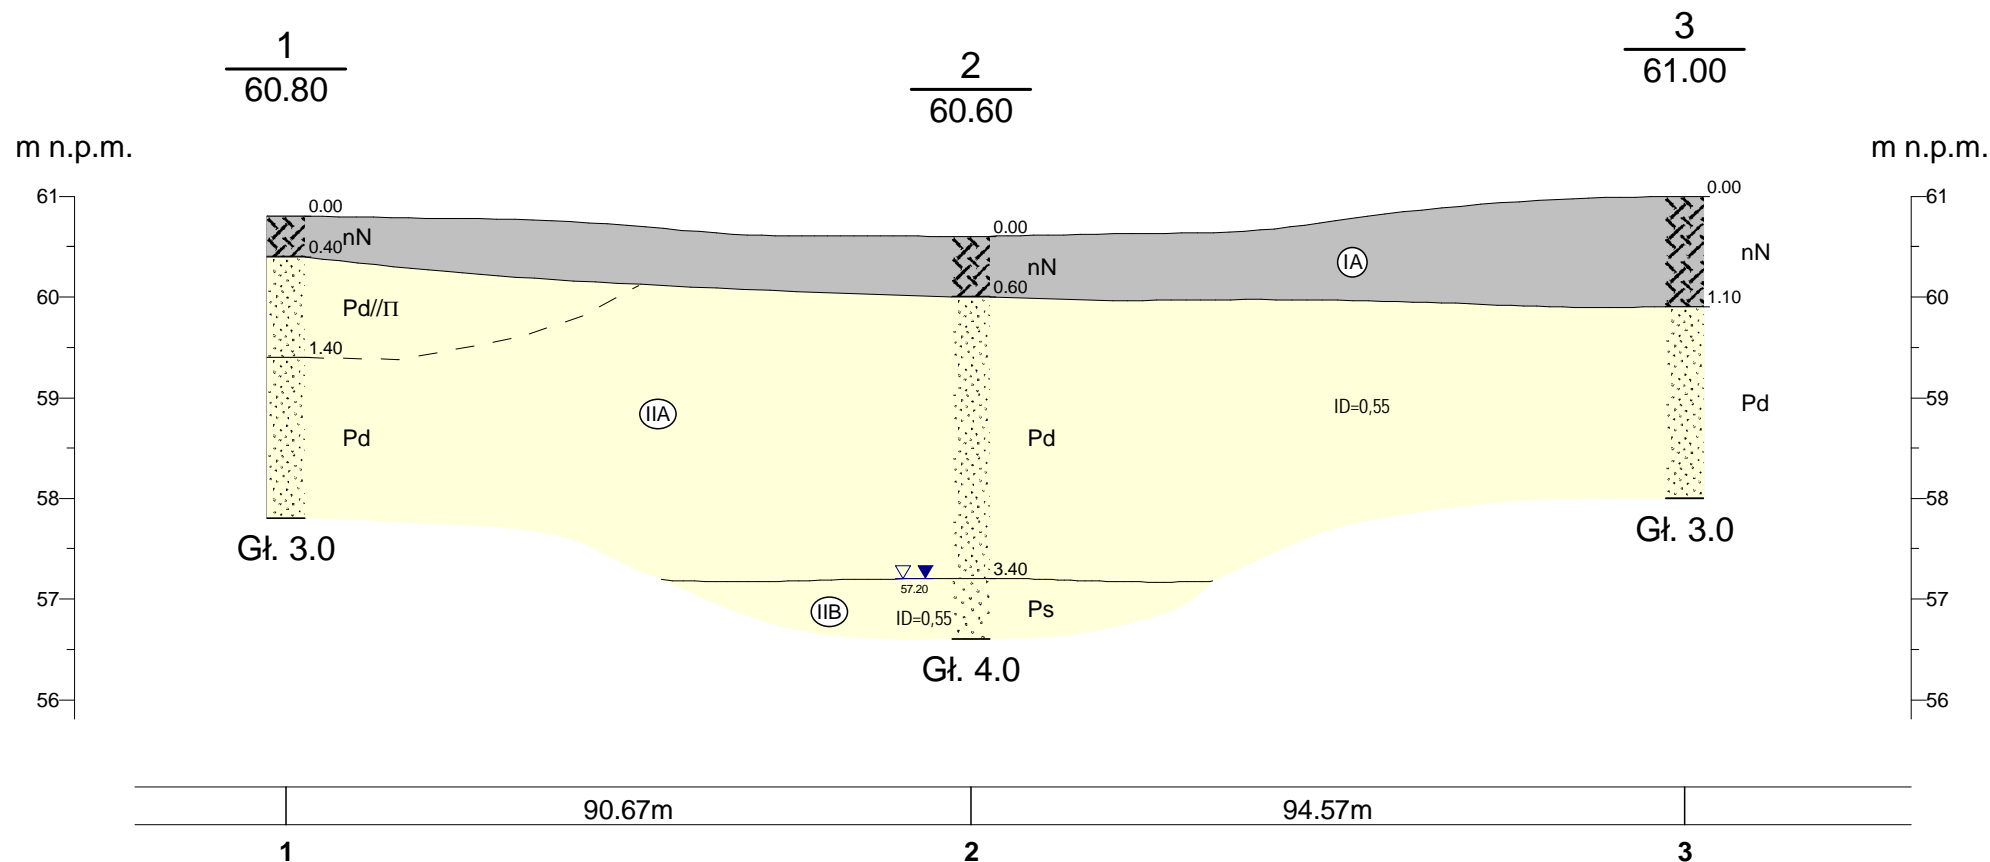 3
61.00
1
60.80
2
60.60
m n.p.m.
m n.p.m.
61
0.00
0.00
0.00
61
nN
nN
nN
IA
0.40
0.60
60
1.10
60
Pd//Π
1.40
59
IIA
ID=0,55
Pd
59
Pd
Pd
58
58
Gł. 3.0
Gł. 3.0
3.40
57.20
57
IIB
ID=0,55
Ps
57
Gł. 4.0
56
56
90.67m
94.57m
1
2
3